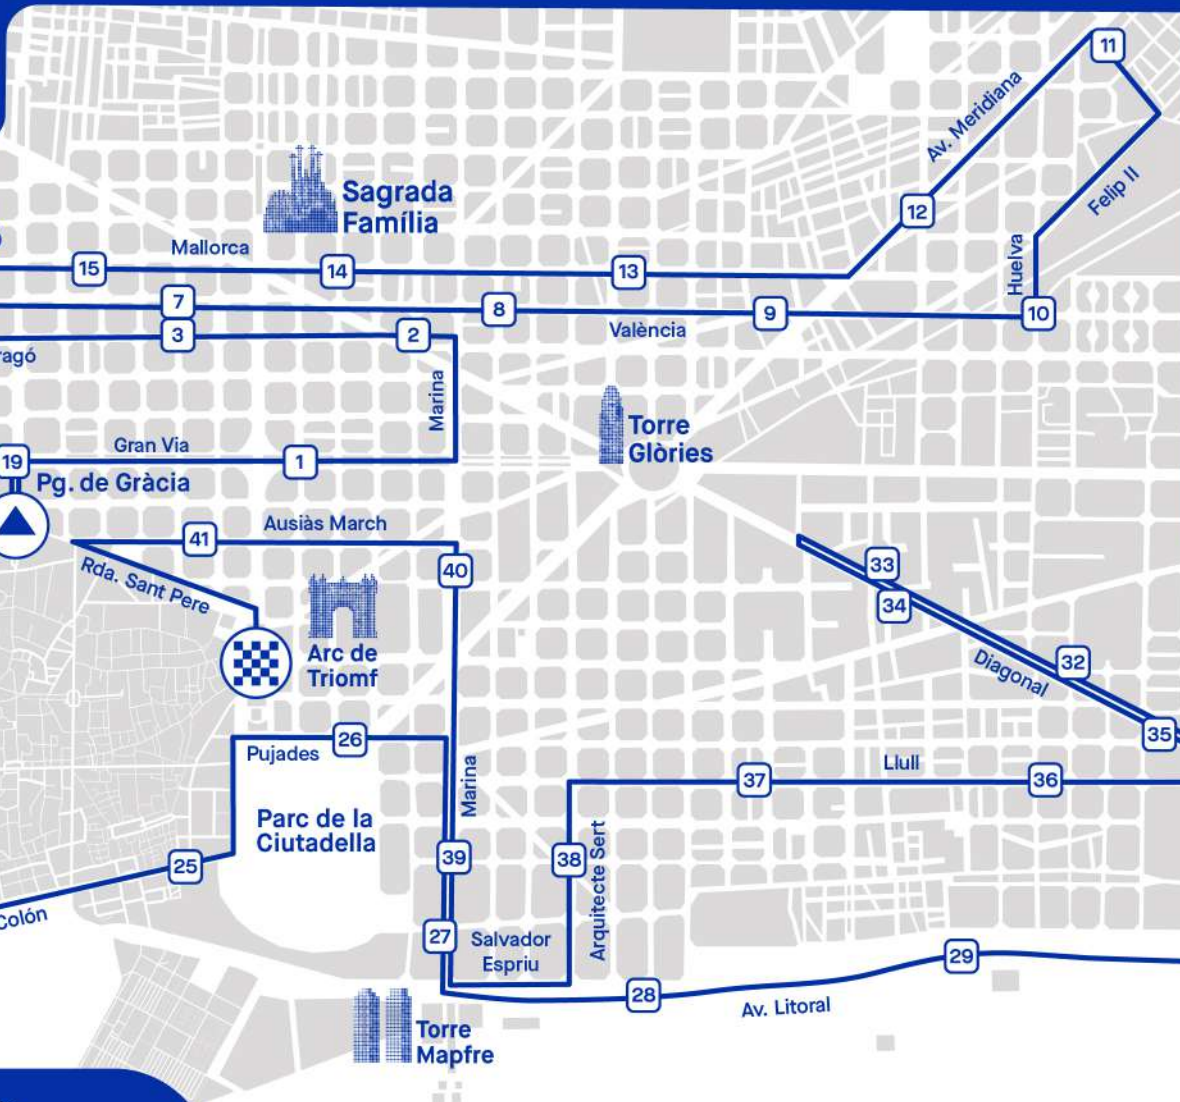 11
Av. Meridiana
Felip II
12
Sagrada
Família
Huelva
Mallorca
15
14
13
7
8
9
10
València
3
2
ragó
Marina
Torre
Glòries
Gran Via
19
1
Pg. de Gràcia
Ausiàs March
41
40
33
34
Rda. Sant Pere
Arc de
Triomf
32
Diagonal
35
26
Pujades
Llull
37
36
Marina
Parc de la
Ciutadella
39
38
Arquitecte Sert
25
Colón
27
Salvador
Espriu
29
28
Av. Litoral
Torre
Mapfre